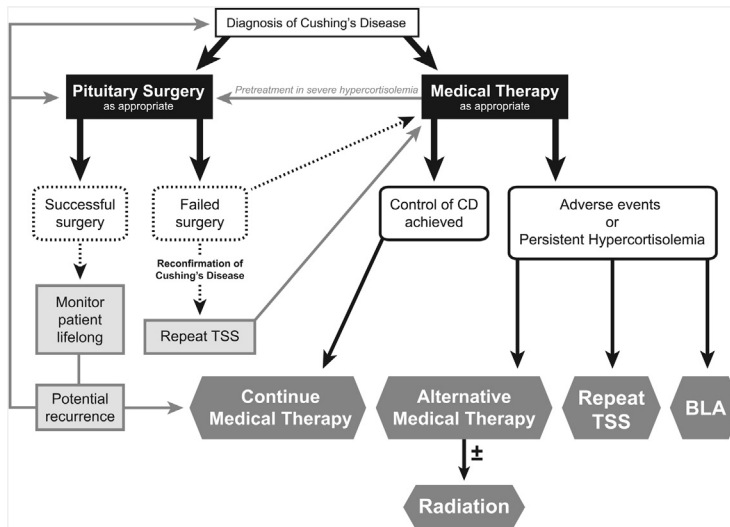 Diagnosis of Cushing's Disease
Pituitary Surgery
as appropriate
Pretreatment in severe hypercortisolemia
Medical Therapy
as appropriate
Successful
surgery
Failed
surgery
Control of CD
achieved
Adverse events
or
Persistent Hypercortisolemia
Reconfirmation of
Cushing's Disease
Monitor
patient
lifelong
Repeat TSS
Potential
recurrence
Continue
Medical Therapy
Alternative
Medical Therapy
Repeat
TSS
BLA
±
Radiation